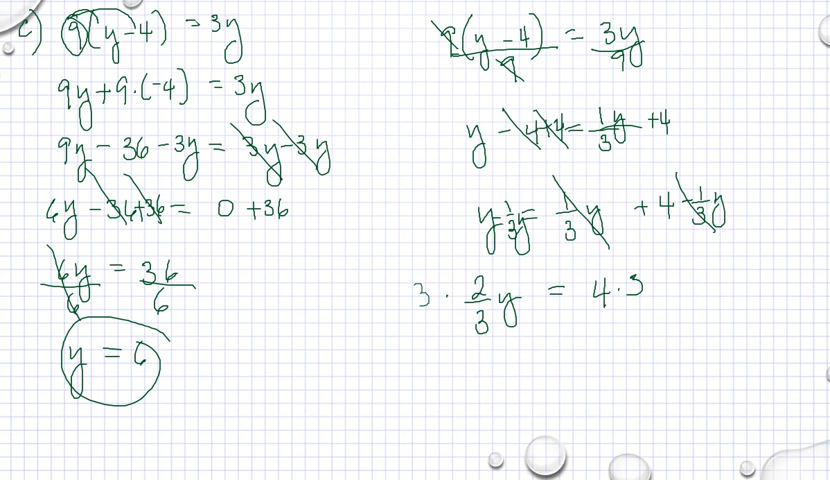 c) 9(y-4) = 3y
9y+9·(-4) = 3y
9y - 36 - 3y = 3y - 3y
6y - 36 + 36 = 0 + 36
6y/6 = 36/6
y = 6
9(y-4)/9 = 3y/9
y - 4 + 4 = 1y/3 + 4
y - 1/3 y = 1/3 y + 4 - 1/3 y
3 · 2/3 y = 4 · 3